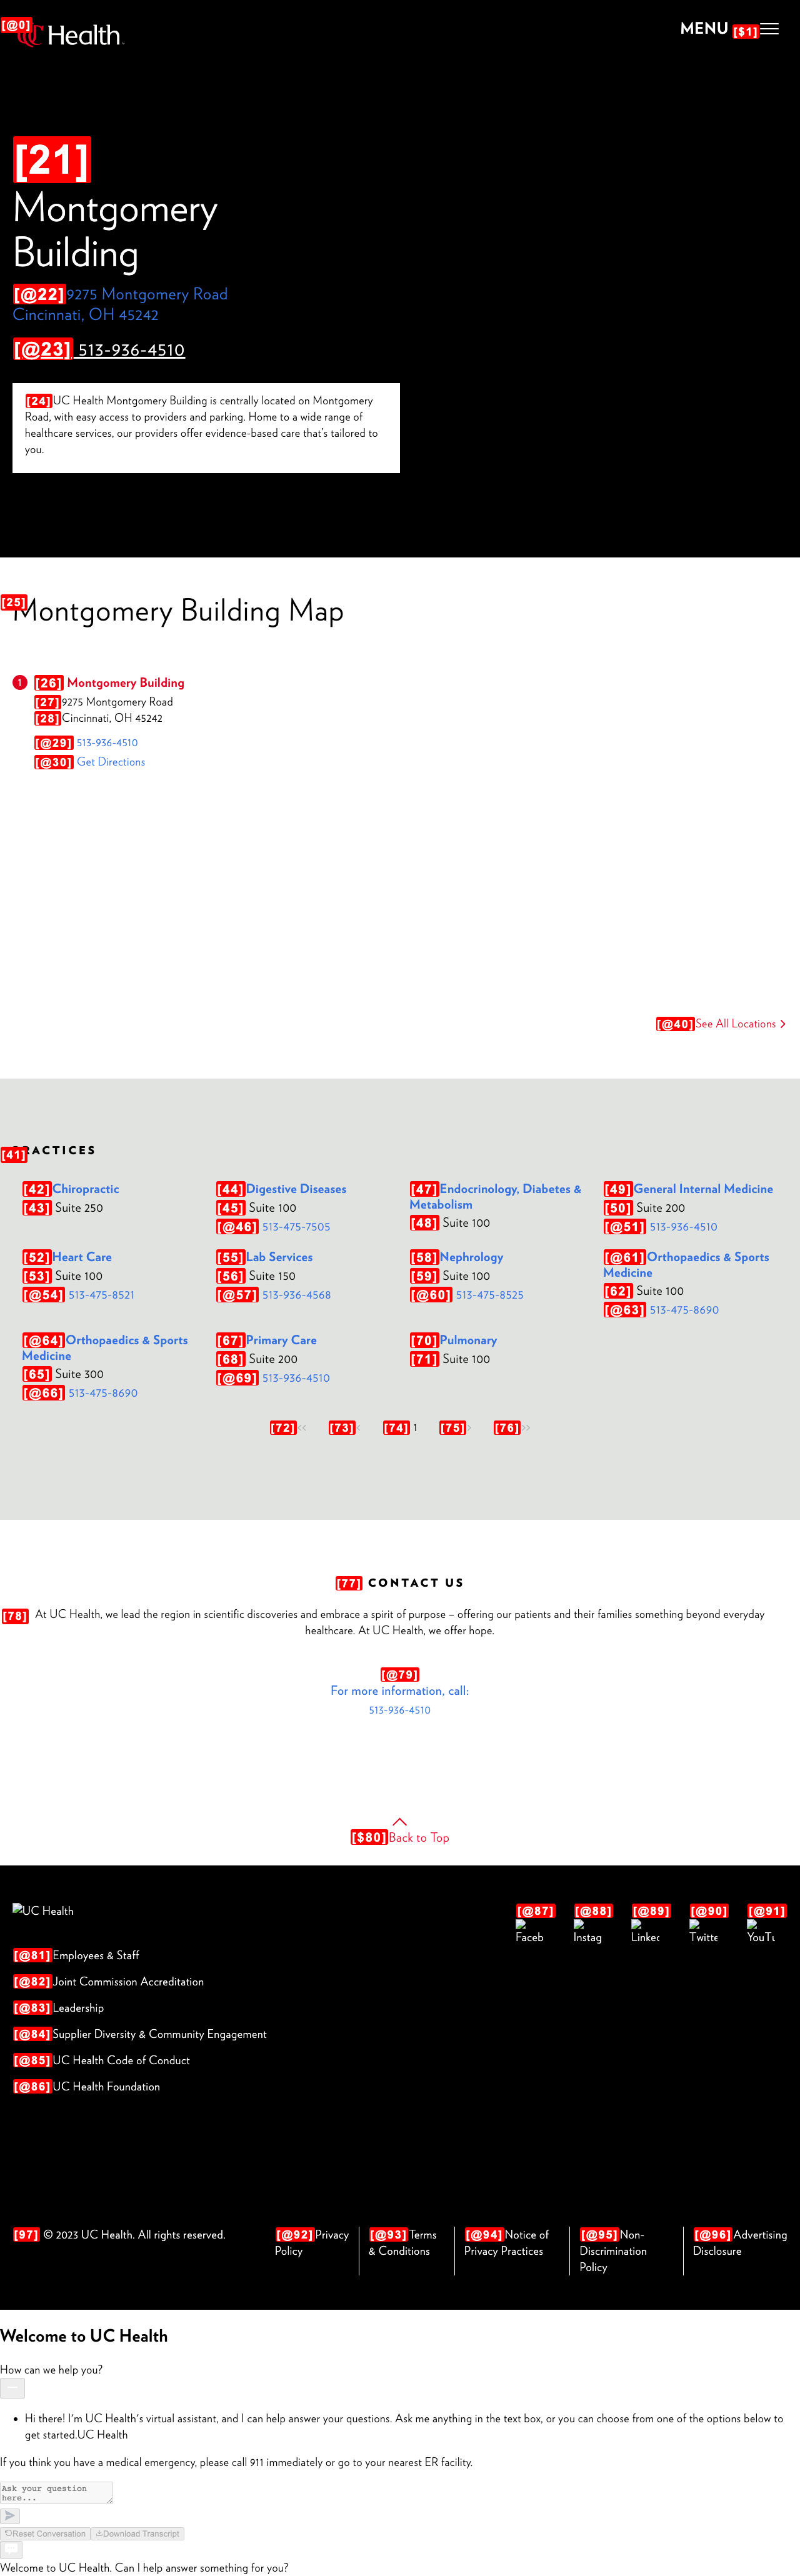 [@0] UC Health.
MENU [$1]
[21]
Montgomery
Building
[@22]9275 Montgomery Road
Cincinnati, OH 45242
[@23] 513-936-4510
[24]UC Health Montgomery Building is centrally located on Montgomery
Road, with easy access to providers and parking. Home to a wide range of
healthcare services, our providers offer evidence-based care that's tailored to
you.
[25]
Montgomery Building Map
1 [26] Montgomery Building
[27]9275 Montgomery Road
[28]Cincinnati, OH 45242
[@29] 513-936-4510
[@30] Get Directions
[@40]See All Locations >
[41] PRACTICES
[42]Chiropractic
[43] Suite 250
[44]Digestive Diseases
[45] Suite 100
[@46] 513-475-7505
[47]Endocrinology, Diabetes &
Metabolism
[48] Suite 100
[49]General Internal Medicine
[50] Suite 200
[@51] 513-936-4510
[52]Heart Care
[53] Suite 100
[@54] 513-475-8521
[55]Lab Services
[56] Suite 150
[@57] 513-936-4568
[58]Nephrology
[59] Suite 100
[@60] 513-475-8525
[@61]Orthopaedics & Sports
Medicine
[62] Suite 100
[@63] 513-475-8690
[@64]Orthopaedics & Sports
Medicine
[65] Suite 300
[@66] 513-475-8690
[67]Primary Care
[68] Suite 200
[@69] 513-936-4510
[70]Pulmonary
[71] Suite 100
[72]‹‹ [73]‹ [74] 1 [75]› [76]››
[77] CONTACT US
[78] At UC Health, we lead the region in scientific discoveries and embrace a spirit of purpose – offering our patients and their families something beyond everyday
healthcare. At UC Health, we offer hope.
[@79]
For more information, call:
513-936-4510
[$80]Back to Top
UC Health
[@87] [@88] [@89] [@90] [@91]
Faceb Instag Linkec Twitte YouTu
[@81]Employees & Staff
[@82]Joint Commission Accreditation
[@83]Leadership
[@84]Supplier Diversity & Community Engagement
[@85]UC Health Code of Conduct
[@86]UC Health Foundation
[97] © 2023 UC Health. All rights reserved.
[@92]Privacy
Policy
[@93]Terms
& Conditions
[@94]Notice of
Privacy Practices
[@95]Non-
Discrimination
Policy
[@96]Advertising
Disclosure
Welcome to UC Health
How can we help you?
• Hi there! I'm UC Health's virtual assistant, and I can help answer your questions. Ask me anything in the text box, or you can choose from one of the options below to
get started.UC Health
If you think you have a medical emergency, please call 911 immediately or go to your nearest ER facility.
Ask your question
here...
Reset Conversation Download Transcript
Welcome to UC Health. Can I help answer something for you?